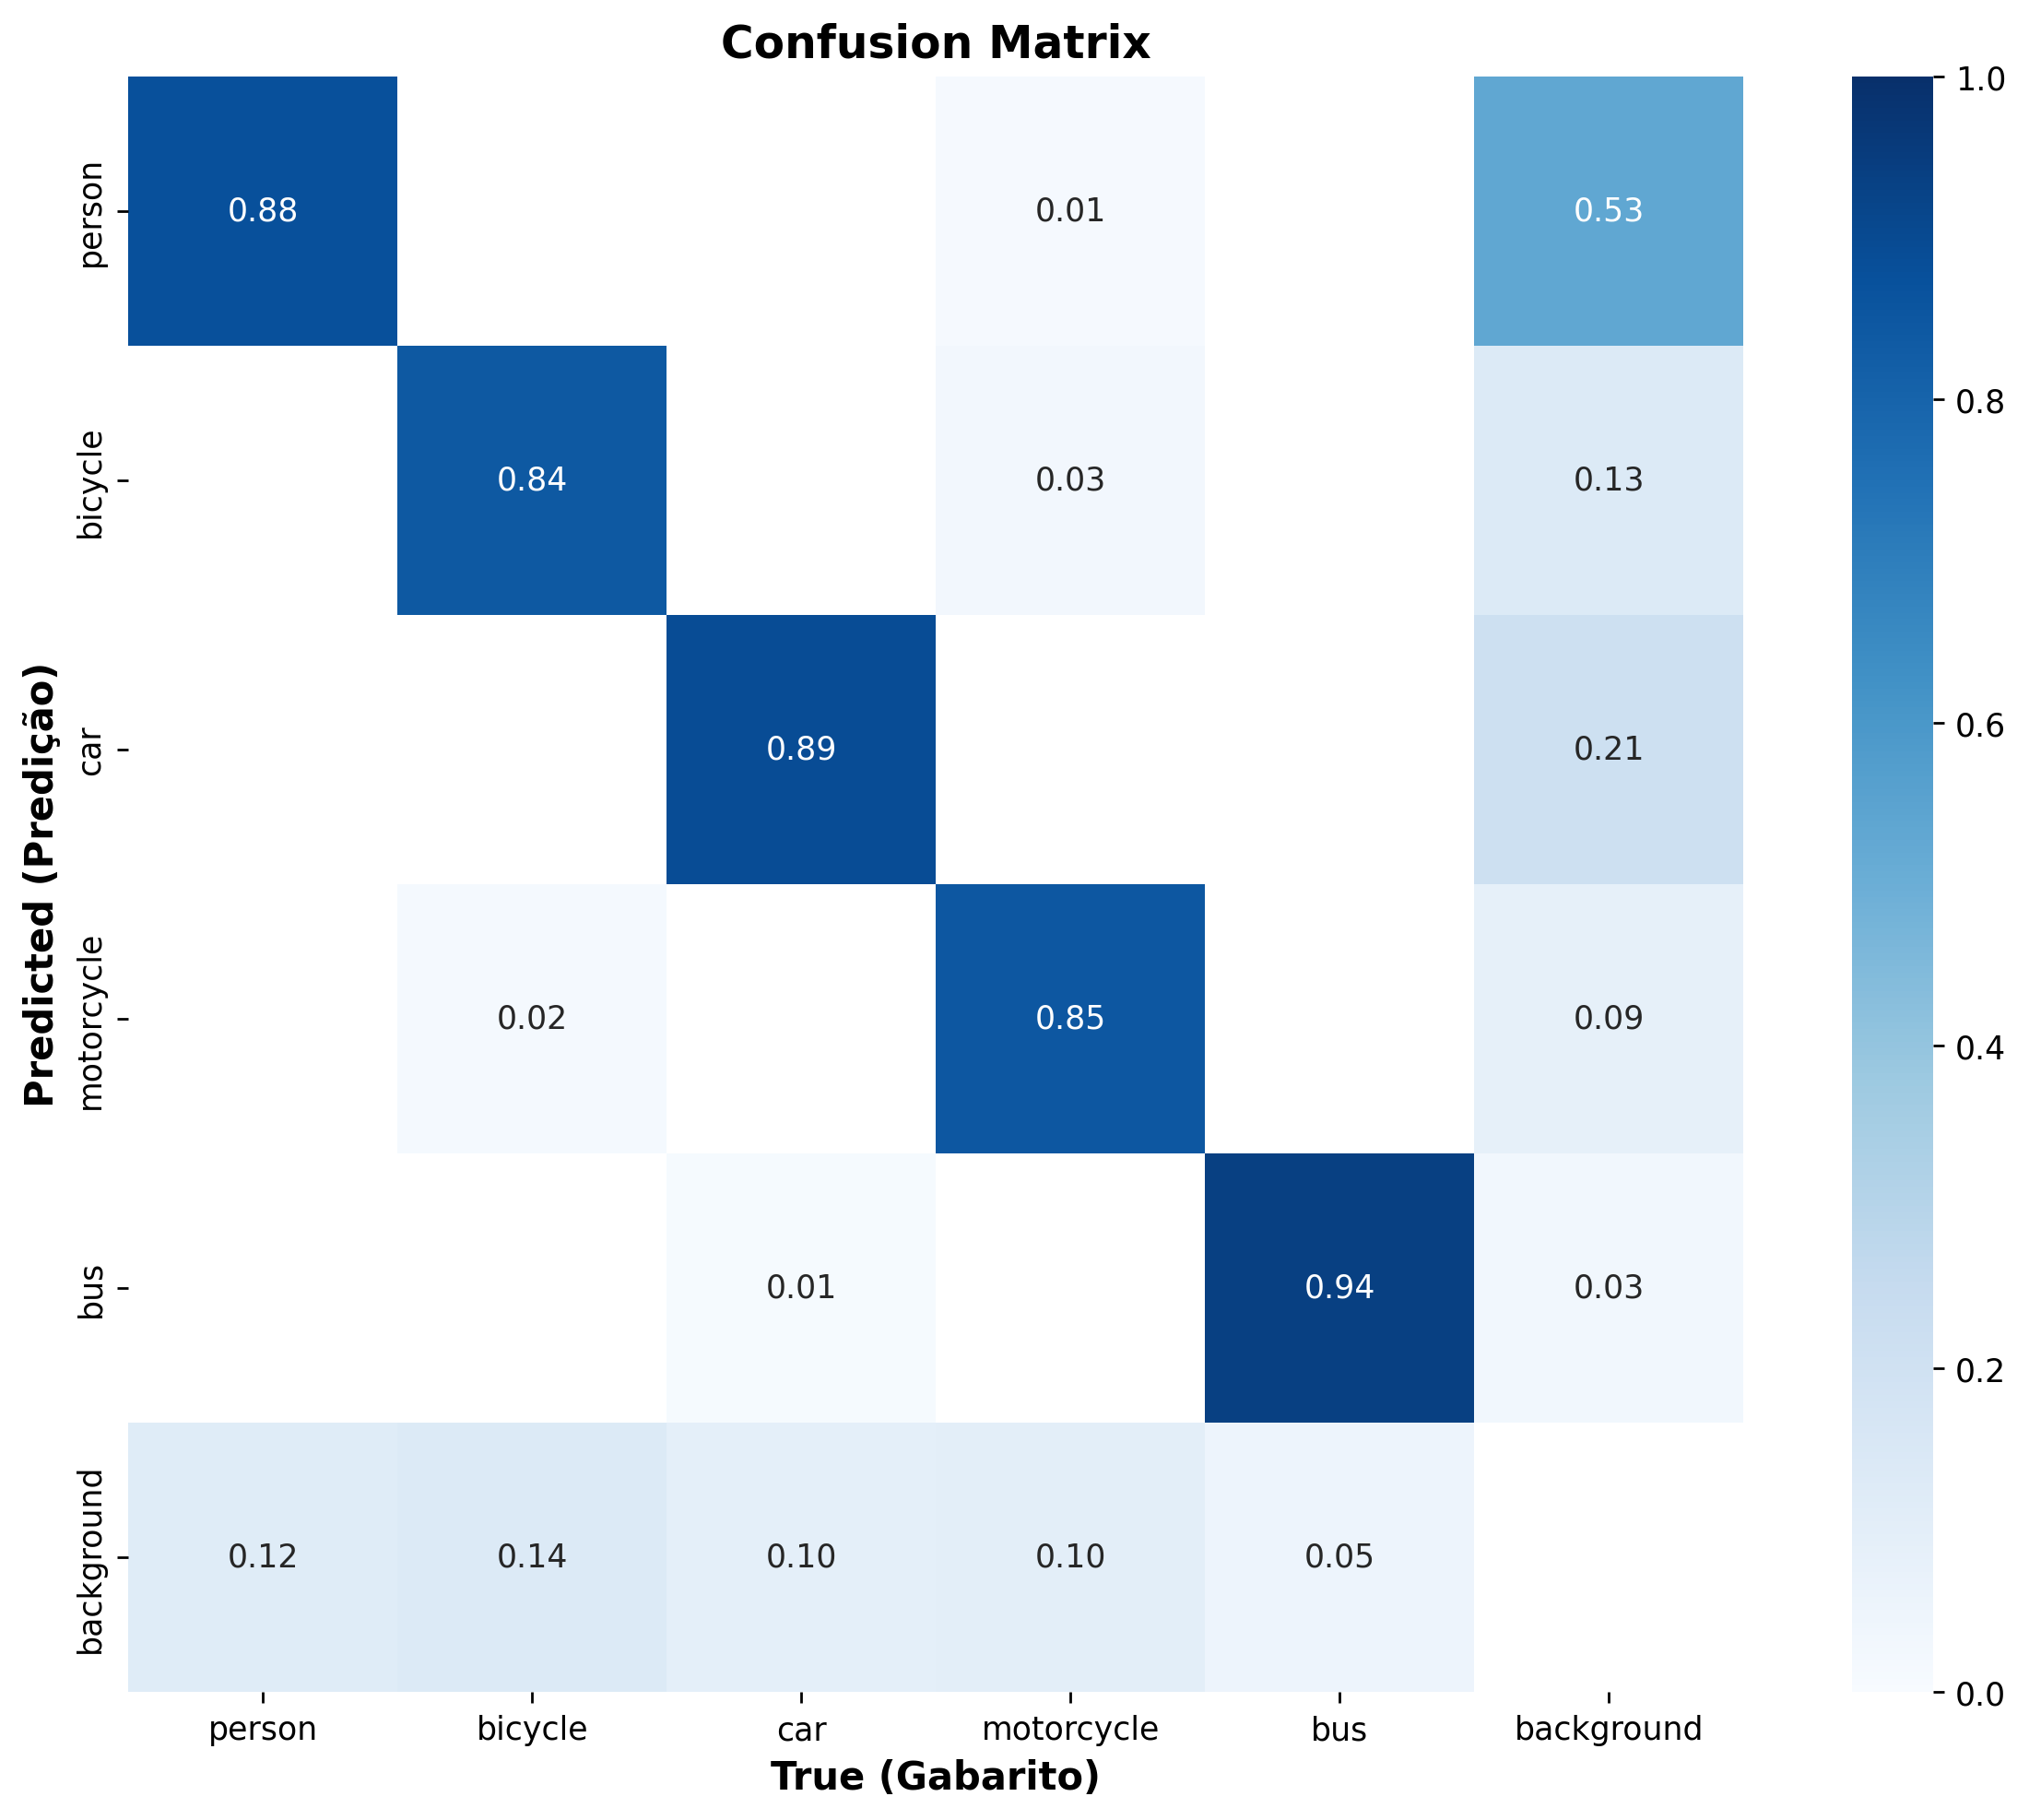 Confusion Matrix
person
0.88
0.01
0.53
1.0
bicycle
0.84
0.03
0.13
0.8
car
0.89
0.21
0.6
Predicted (Predição)
motorcycle
0.02
0.85
0.09
0.4
bus
0.01
0.94
0.03
0.2
background
0.12
0.14
0.10
0.10
0.05
0.0
person
bicycle
car
motorcycle
bus
background
True (Gabarito)